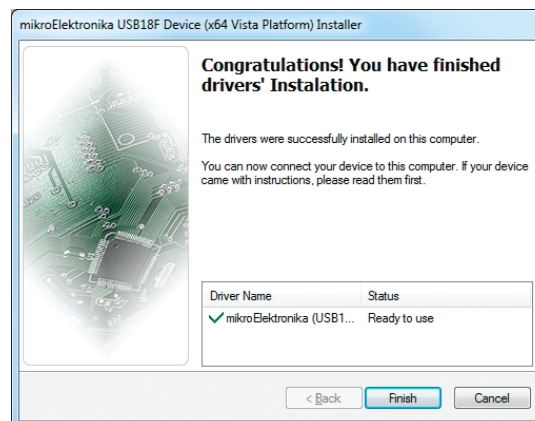 mikroElektronika USB18F Device (x64 Vista Platform) Installer
Congratulations! You have finished
drivers' Instalation.
The drivers were successfully installed on this computer.
You can now connect your device to this computer. If your device
came with instructions, please read them first.
Driver Name Status
mikroElektronika (USB1... Ready to use
< Back Finish Cancel